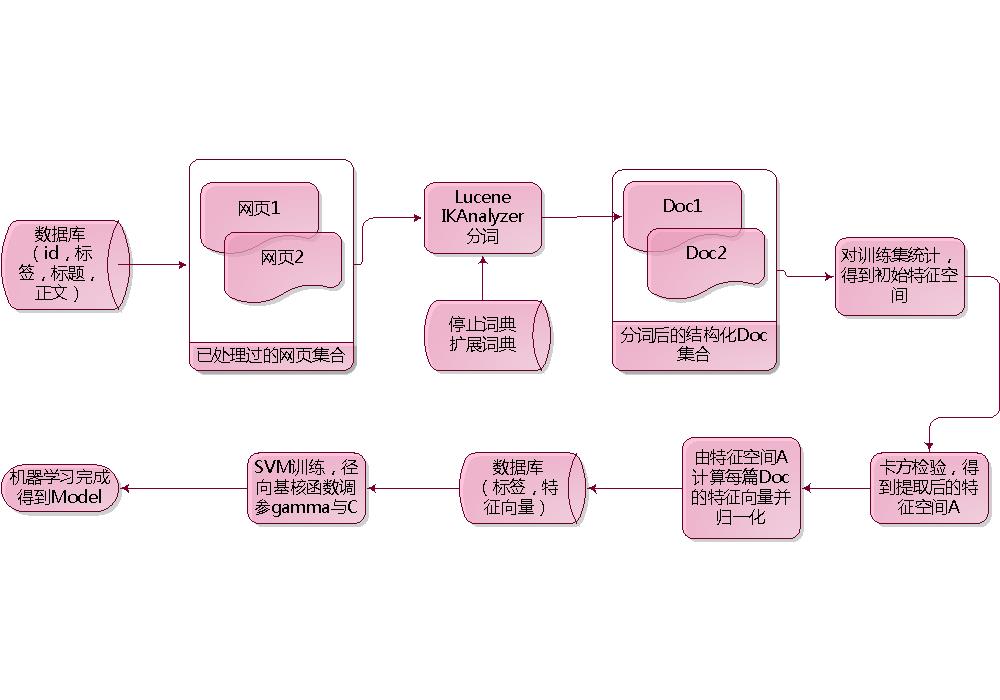 数据库
（id，标
签，标题，
正文）
网页1
网页2
已处理过的网页集合
Lucene
IKAnalyzer
分词
停止词典
扩展词典
Doc1
Doc2
分词后的结构化Doc
集合
对训练集统计，
得到初始特征空
间
卡方检验，得
到提取后的特
征空间A
由特征空间A
计算每篇Doc
的特征向量并
归一化
数据库
（标签，特
征向量）
SVM训练，径
向基核函数调
参gamma与C
机器学习完成
得到Model